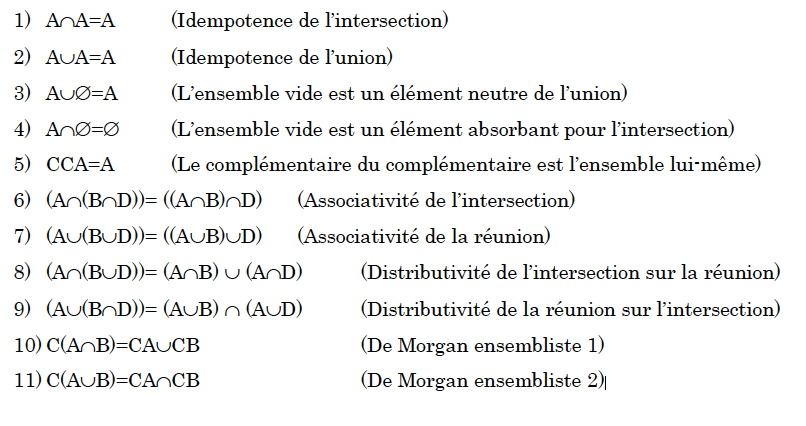 1) A∩A=A (Idempotence de l'intersection)
2) A∪A=A (Idempotence de l'union)
3) A∪∅=A (L'ensemble vide est un élément neutre de l'union)
4) A∩∅=∅ (L'ensemble vide est un élément absorbant pour l'intersection)
5) CCA=A (Le complémentaire du complémentaire est l'ensemble lui-même)
6) (A∩(B∩D))= ((A∩B)∩D) (Associativité de l'intersection)
7) (A∪(B∪D))= ((A∪B)∪D) (Associativité de la réunion)
8) (A∩(B∪D))= (A∩B) ∪ (A∩D) (Distributivité de l'intersection sur la réunion)
9) (A∪(B∩D))= (A∪B) ∩ (A∪D) (Distributivité de la réunion sur l'intersection)
10) C(A∩B)=CA∪CB (De Morgan ensembliste 1)
11) C(A∪B)=CA∩CB (De Morgan ensembliste 2)